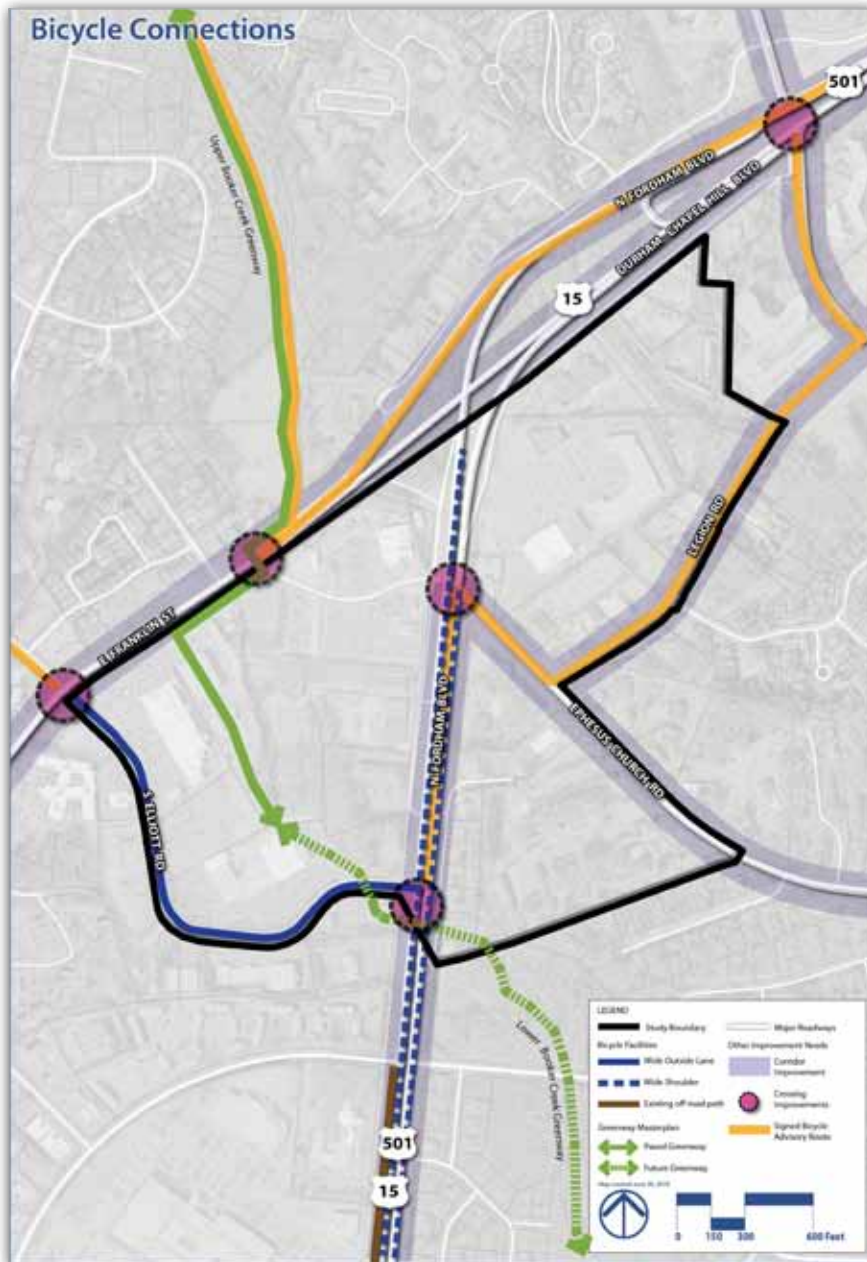 Bicycle Connections
501
Upper Booker Creek Greenway
N FORDHAM BLVD
DURHAM CHAPEL HILL BLVD
15
LEGION RD
E FRANKLIN ST
N FORDHAM BLVD
EPHESUS CHURCH RD
S ELLIOTT RD
Lower Booker Creek Greenway
501
15
LEGEND
Study Boundary
Major Roadways
Bicycle Facilities
Other Improvement Needs
Wide Outside Lane
Corridor
Improvement
Wide Shoulder
Crossing
Improvements
Existing off road path
Greenway Masterplan
Signed Bicycle
Advisory Route
Paved Greenway
Future Greenway
0 150 300 600 Feet